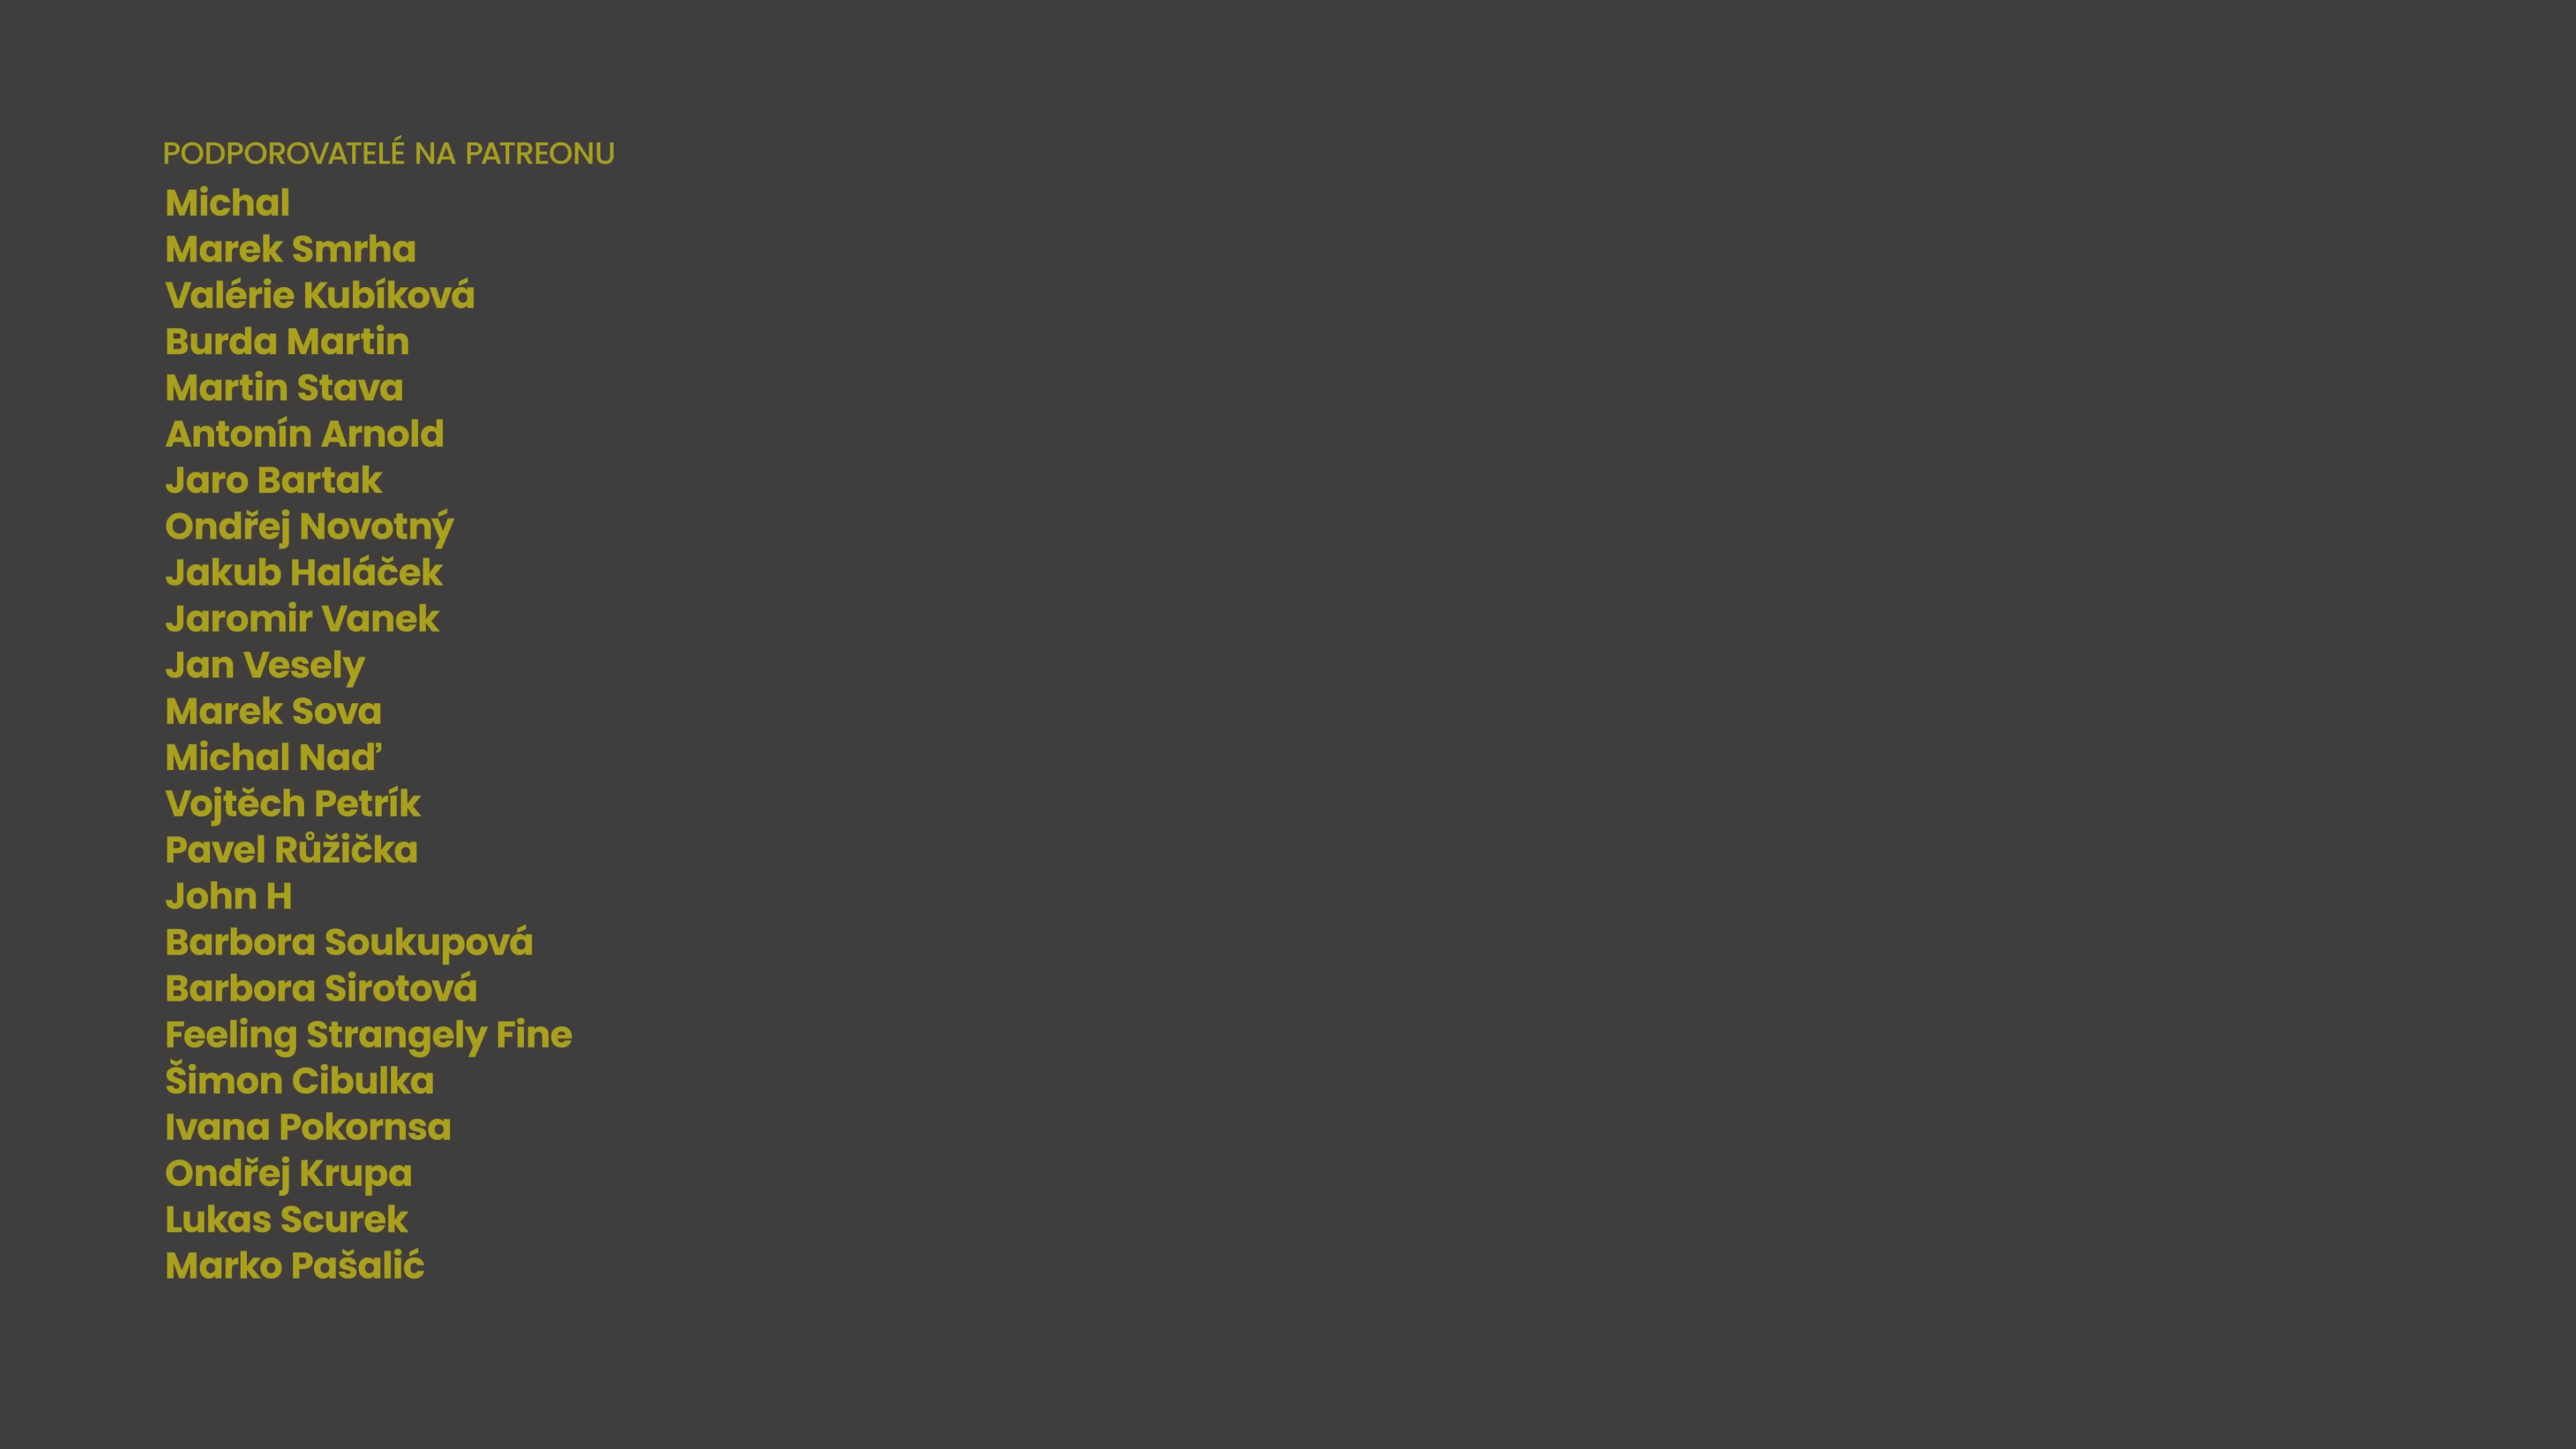 PODPOROVATELÉ NA PATREONU
Michal
Marek Smrha
Valérie Kubíková
Burda Martin
Martin Stava
Antonín Arnold
Jaro Bartak
Ondřej Novotný
Jakub Haláček
Jaromir Vanek
Jan Vesely
Marek Sova
Michal Naď
Vojtěch Petrík
Pavel Růžička
John H
Barbora Soukupová
Barbora Sirotová
Feeling Strangely Fine
Šimon Cibulka
Ivana Pokornsa
Ondřej Krupa
Lukas Scurek
Marko Pašalić